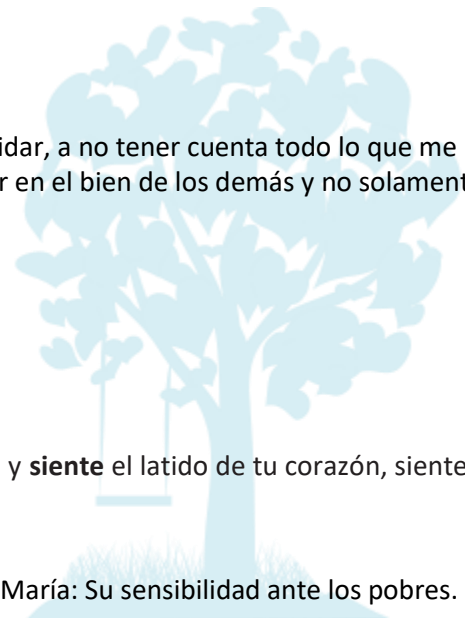 idar, a no tener cuenta todo lo que me
r en el bien de los demás y no solament
y siente el latido de tu corazón, siente
María: Su sensibilidad ante los pobres.